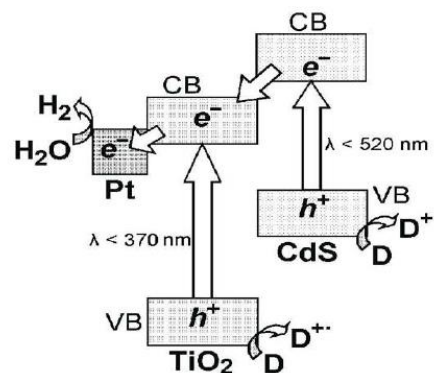 CB
e⁻
CB
H₂
e⁻
λ < 520 nm
H₂O
e⁻
Pt
h⁺
VB
λ < 370 nm
D⁺
CdS
D
VB
h⁺
D⁺·
TiO₂
D